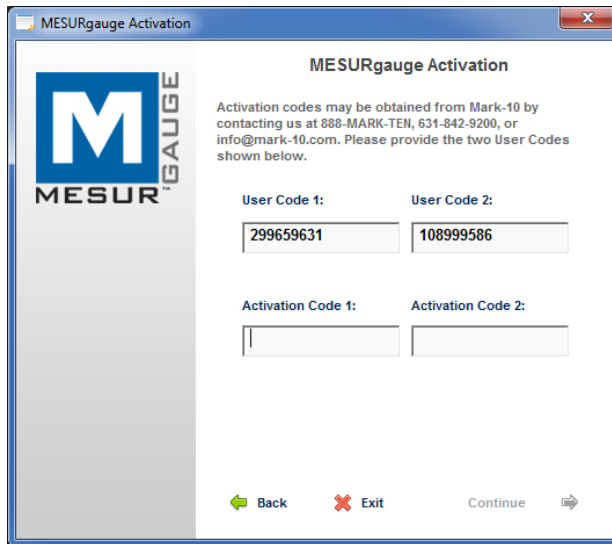 MESURgauge Activation
M
MESUR™
GAUGE
MESURgauge Activation
Activation codes may be obtained from Mark-10 by
contacting us at 888-MARK-TEN, 631-842-9200, or
info@mark-10.com. Please provide the two User Codes
shown below.
User Code 1: User Code 2:
299659631 108999586
Activation Code 1: Activation Code 2:
Back Exit Continue